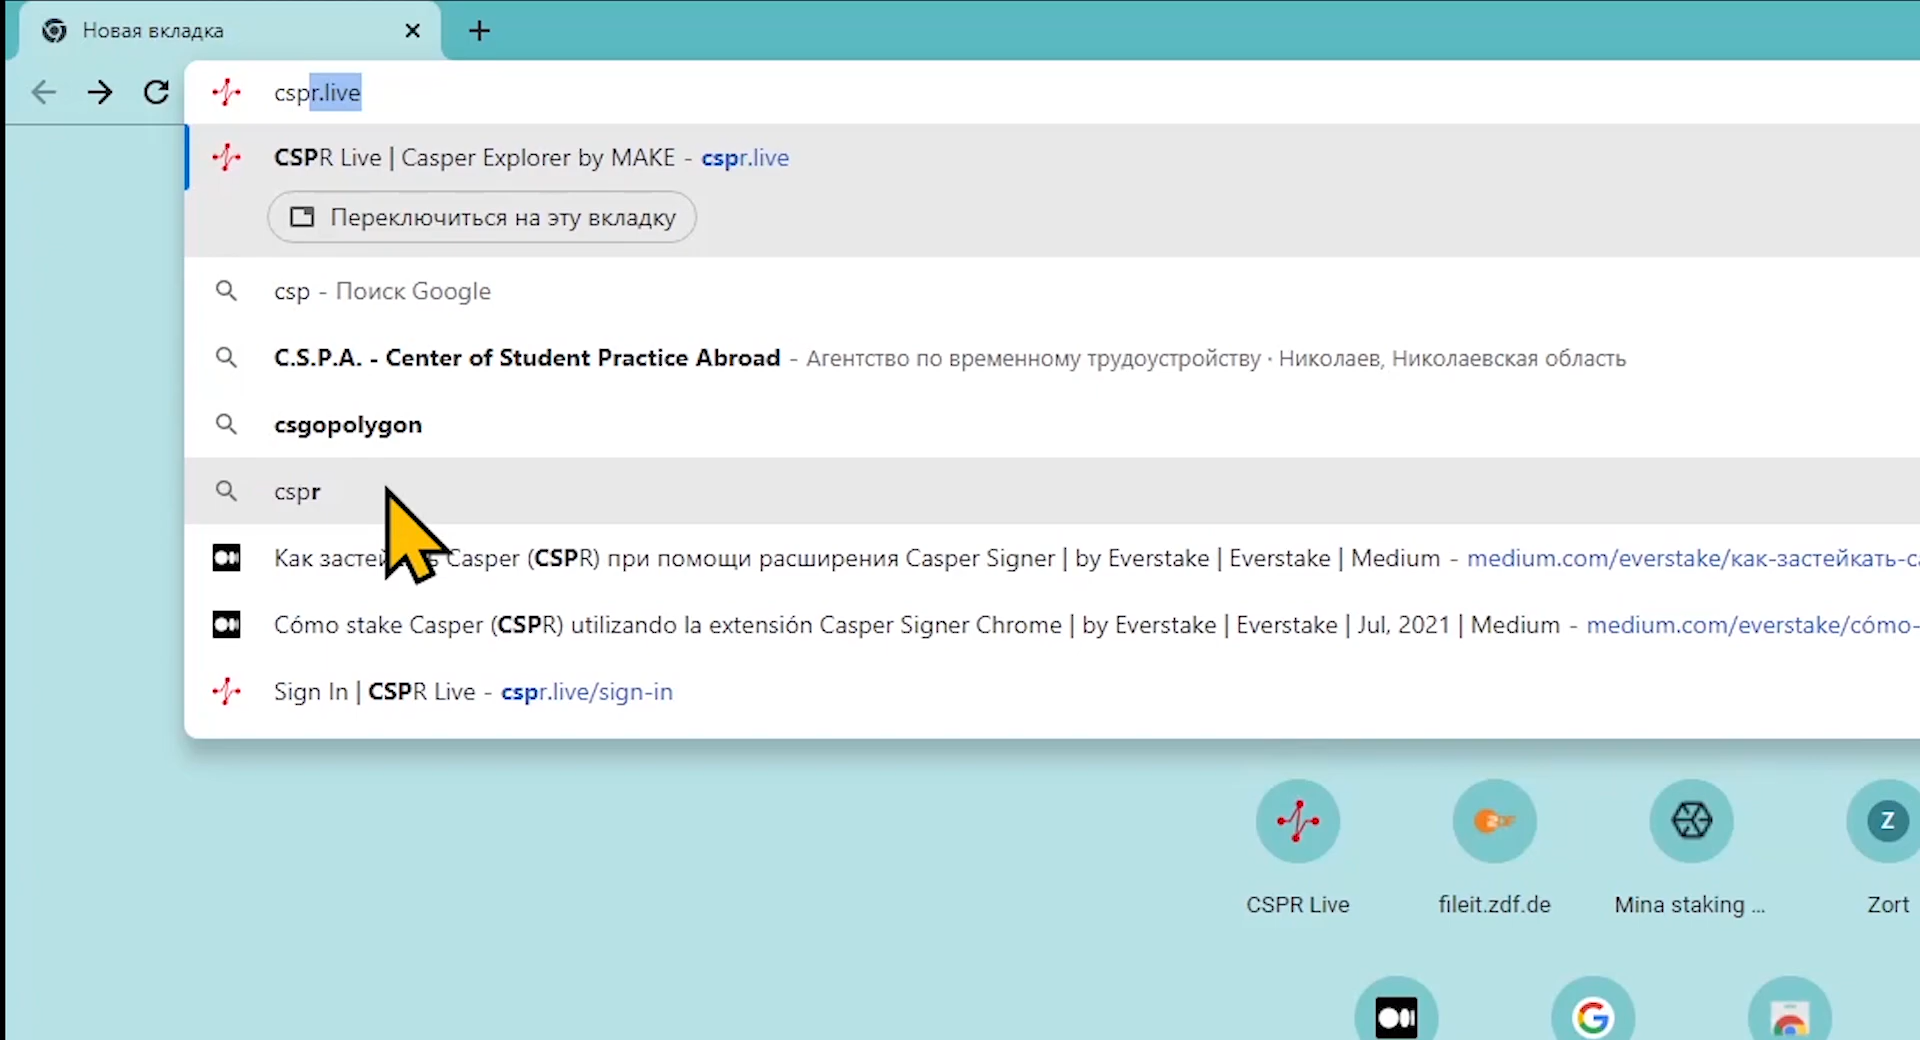 Новая вкладка
cspr.live
CSPR Live | Casper Explorer by MAKE - cspr.live
Переключиться на эту вкладку
csp - Поиск Google
C.S.P.A. - Center of Student Practice Abroad - Агентство по временному трудоустройству · Николаев, Николаевская область
csgopolygon
cspr
Как Casper (CSPR) при помощи расширения Casper Signer | by Everstake | Everstake | Medium - medium.com/everstake/как-застейкать-ca
Cómo stake Casper (CSPR) utilizando la extensión Casper Signer Chrome | by Everstake | Everstake | Jul, 2021 | Medium - medium.com/everstake/cómo-
Sign In | CSPR Live - cspr.live/sign-in
ZDF
Z
CSPR Live
fileit.zdf.de
Mina staking ...
Zort